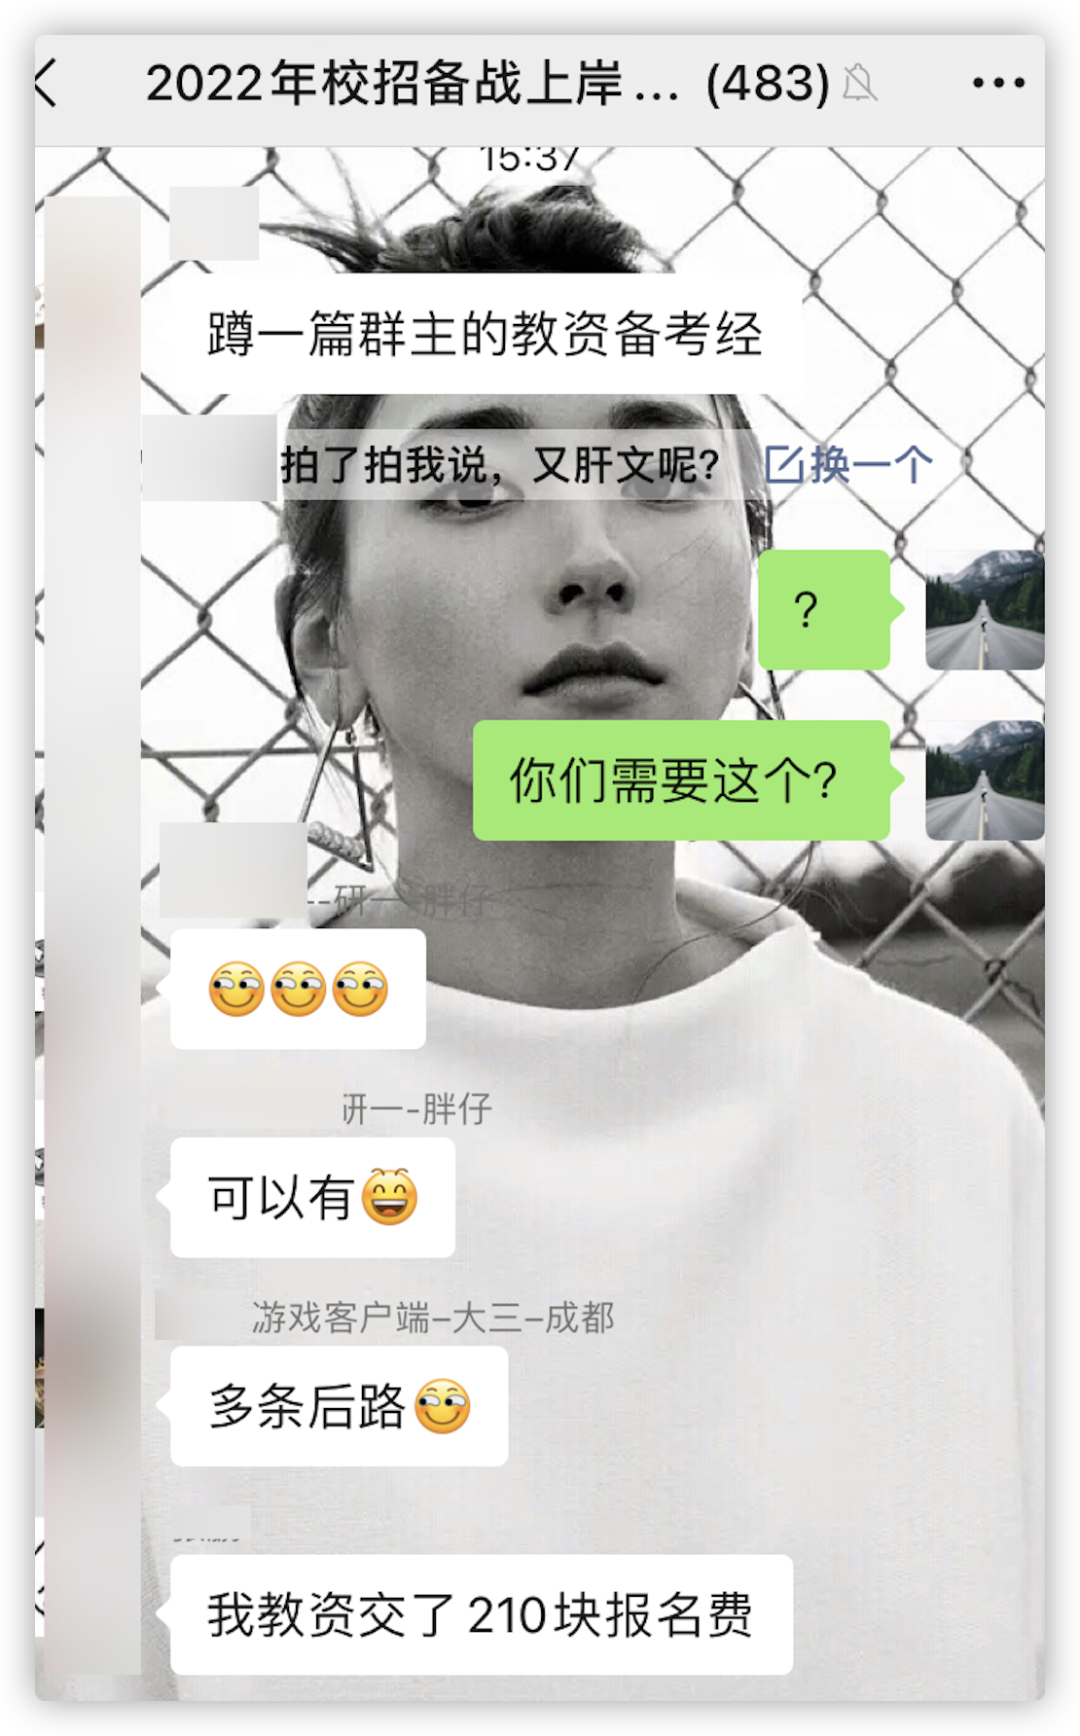 2022年校招备战上岸... (483)
15:37
蹲一篇群主的教资备考经
拍了拍我说，又肝文呢？ 换一个
？
你们需要这个？
--研一-胖仔
研一-胖仔
可以有
游戏客户端-大三-成都
多条后路
我教资交了210块报名费